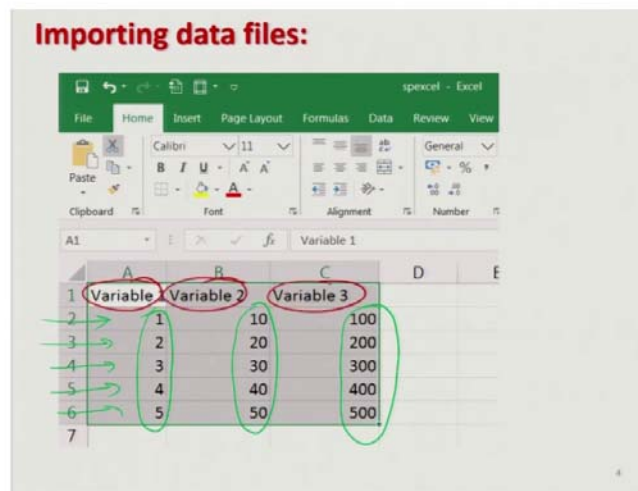 Importing data files:
spexcel - Excel
File Home Insert Page Layout Formulas Data Review View
Calibri 11 General
Paste B I U A A % ,
Clipboard Font Alignment Number
A1 fx Variable 1
A B C D E
1 Variable 1 Variable 2 Variable 3
2 1 10 100
3 2 20 200
4 3 30 300
5 4 40 400
6 5 50 500
7
4